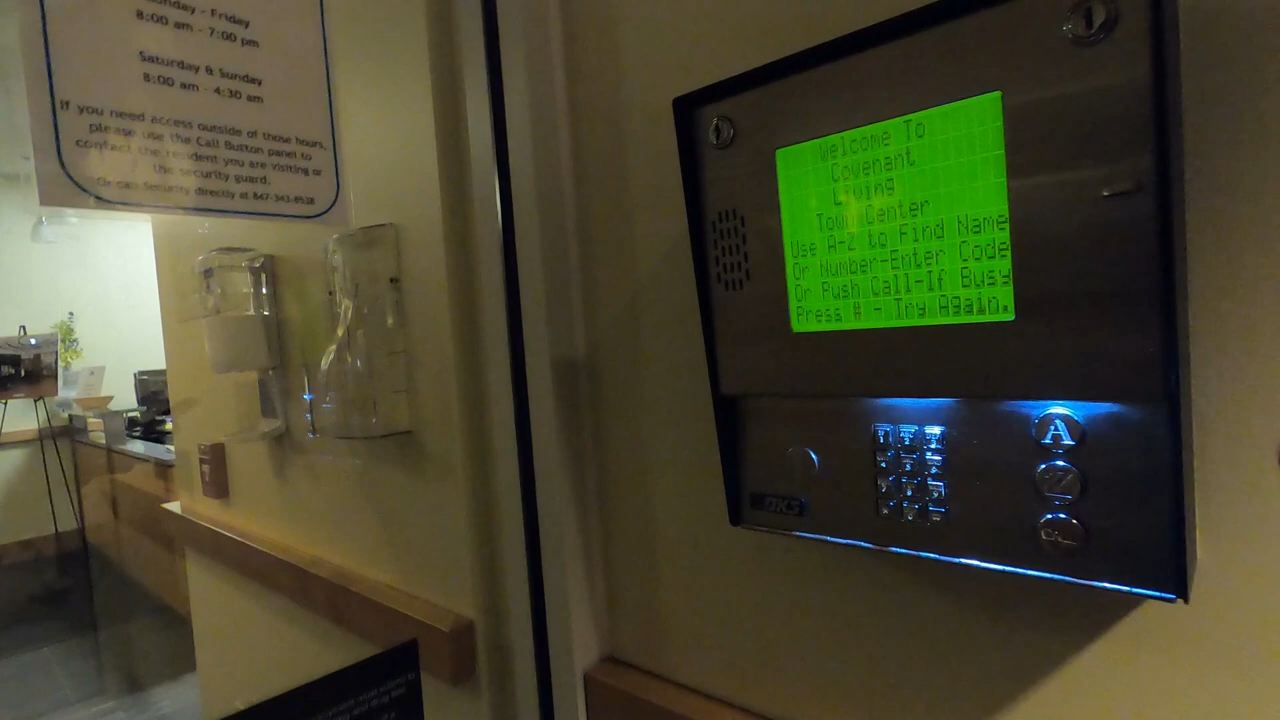 Monday - Friday
8:00 am - 7:00 pm
Saturday & Sunday
8:00 am - 4:30 am
If you need access outside of those hours,
please use the Call Button panel to
contact the resident you are visiting or
the security guard.
Or call Security directly at 847-343-8528
Welcome To
Covenant
Living
Town Center
Use A-Z to Find Name
Or Number-Enter Code
Or Push Call-If Busy
Press # - Try Again.
A
Z
CALL
DKS